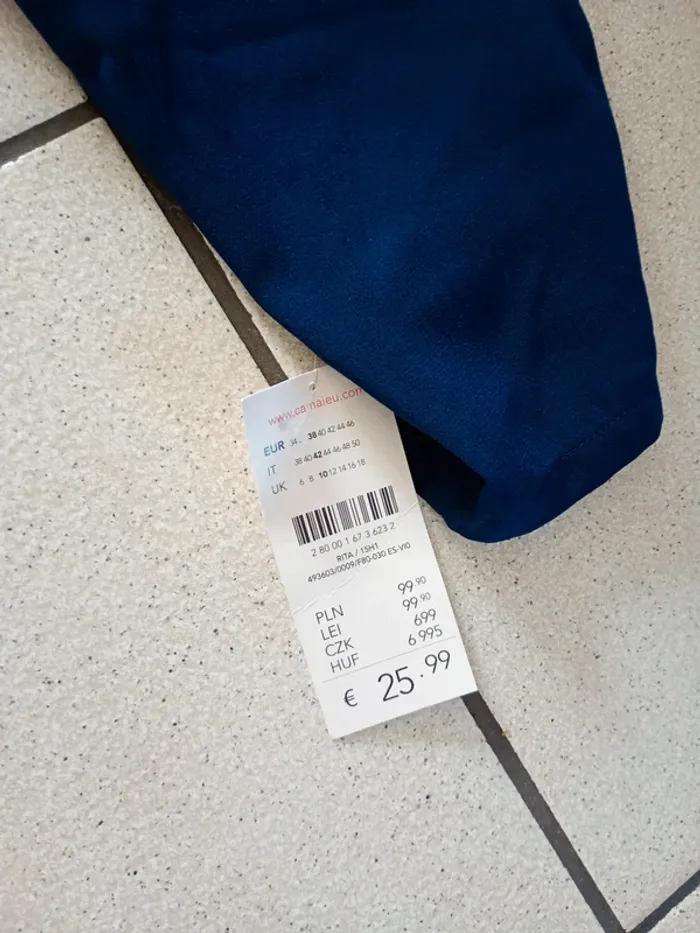 www.camaieu.com
EUR 34 . 38 40 42 44 46
IT 38 40 42 44 46 48 50
UK 6 8 10 12 14 16 18
2 80 00 1 67 3 623 2
RITA / 15H1
493603/0009/F80-030 ES-VI0
PLN 99.90
LEI 99.90
CZK 699
HUF 6 995
€ 25.99